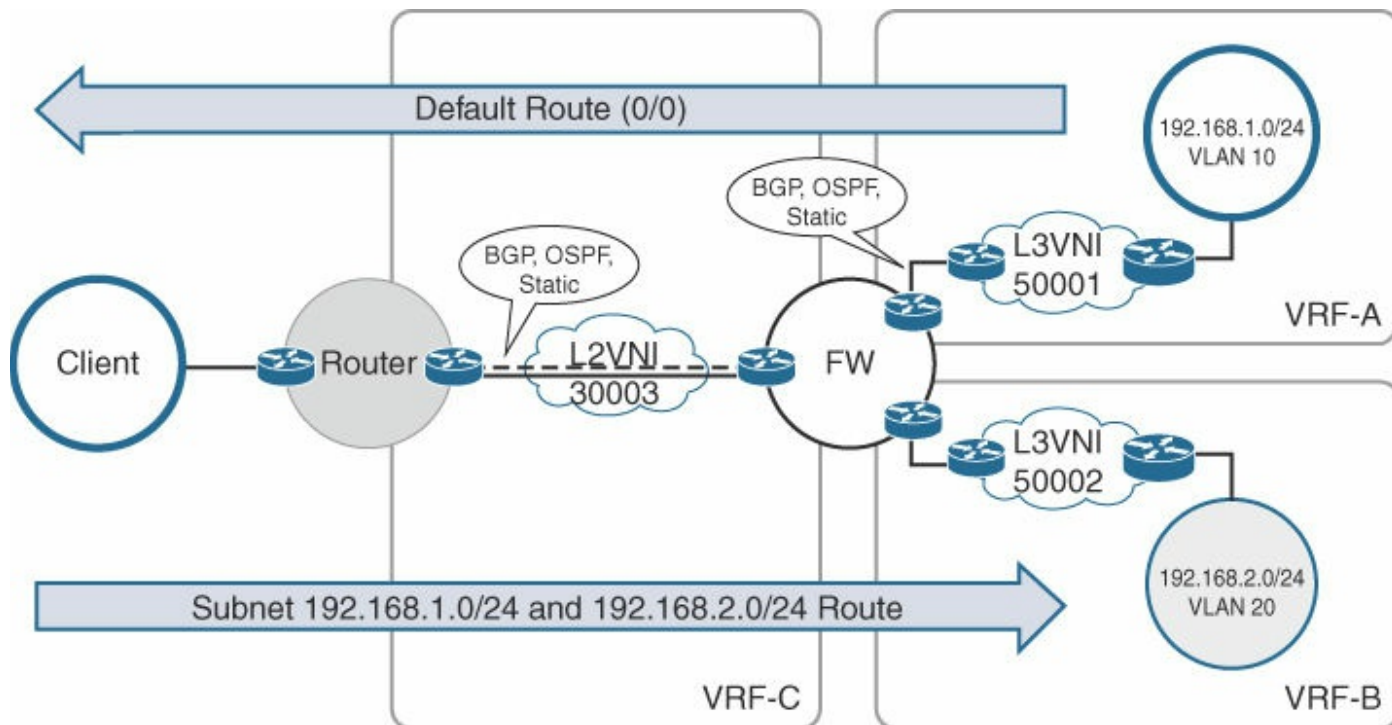 Default Route (0/0)
192.168.1.0/24
VLAN 10
BGP, OSPF,
Static
L3VNI
50001
VRF-A
BGP, OSPF,
Static
Client
Router
L2VNI
30003
FW
L3VNI
50002
192.168.2.0/24
VLAN 20
Subnet 192.168.1.0/24 and 192.168.2.0/24 Route
VRF-C
VRF-B